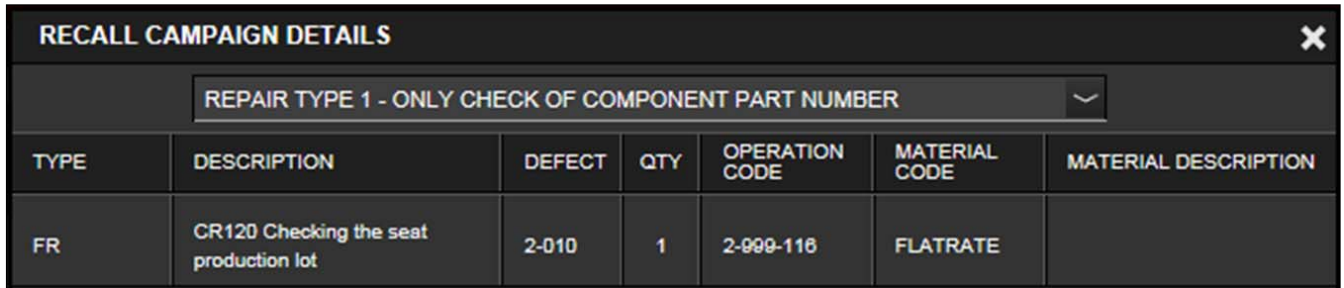 RECALL CAMPAIGN DETAILS
REPAIR TYPE 1 - ONLY CHECK OF COMPONENT PART NUMBER
TYPE DESCRIPTION DEFECT QTY OPERATION CODE MATERIAL CODE MATERIAL DESCRIPTION
FR CR120 Checking the seat production lot 2-010 1 2-999-116 FLATRATE